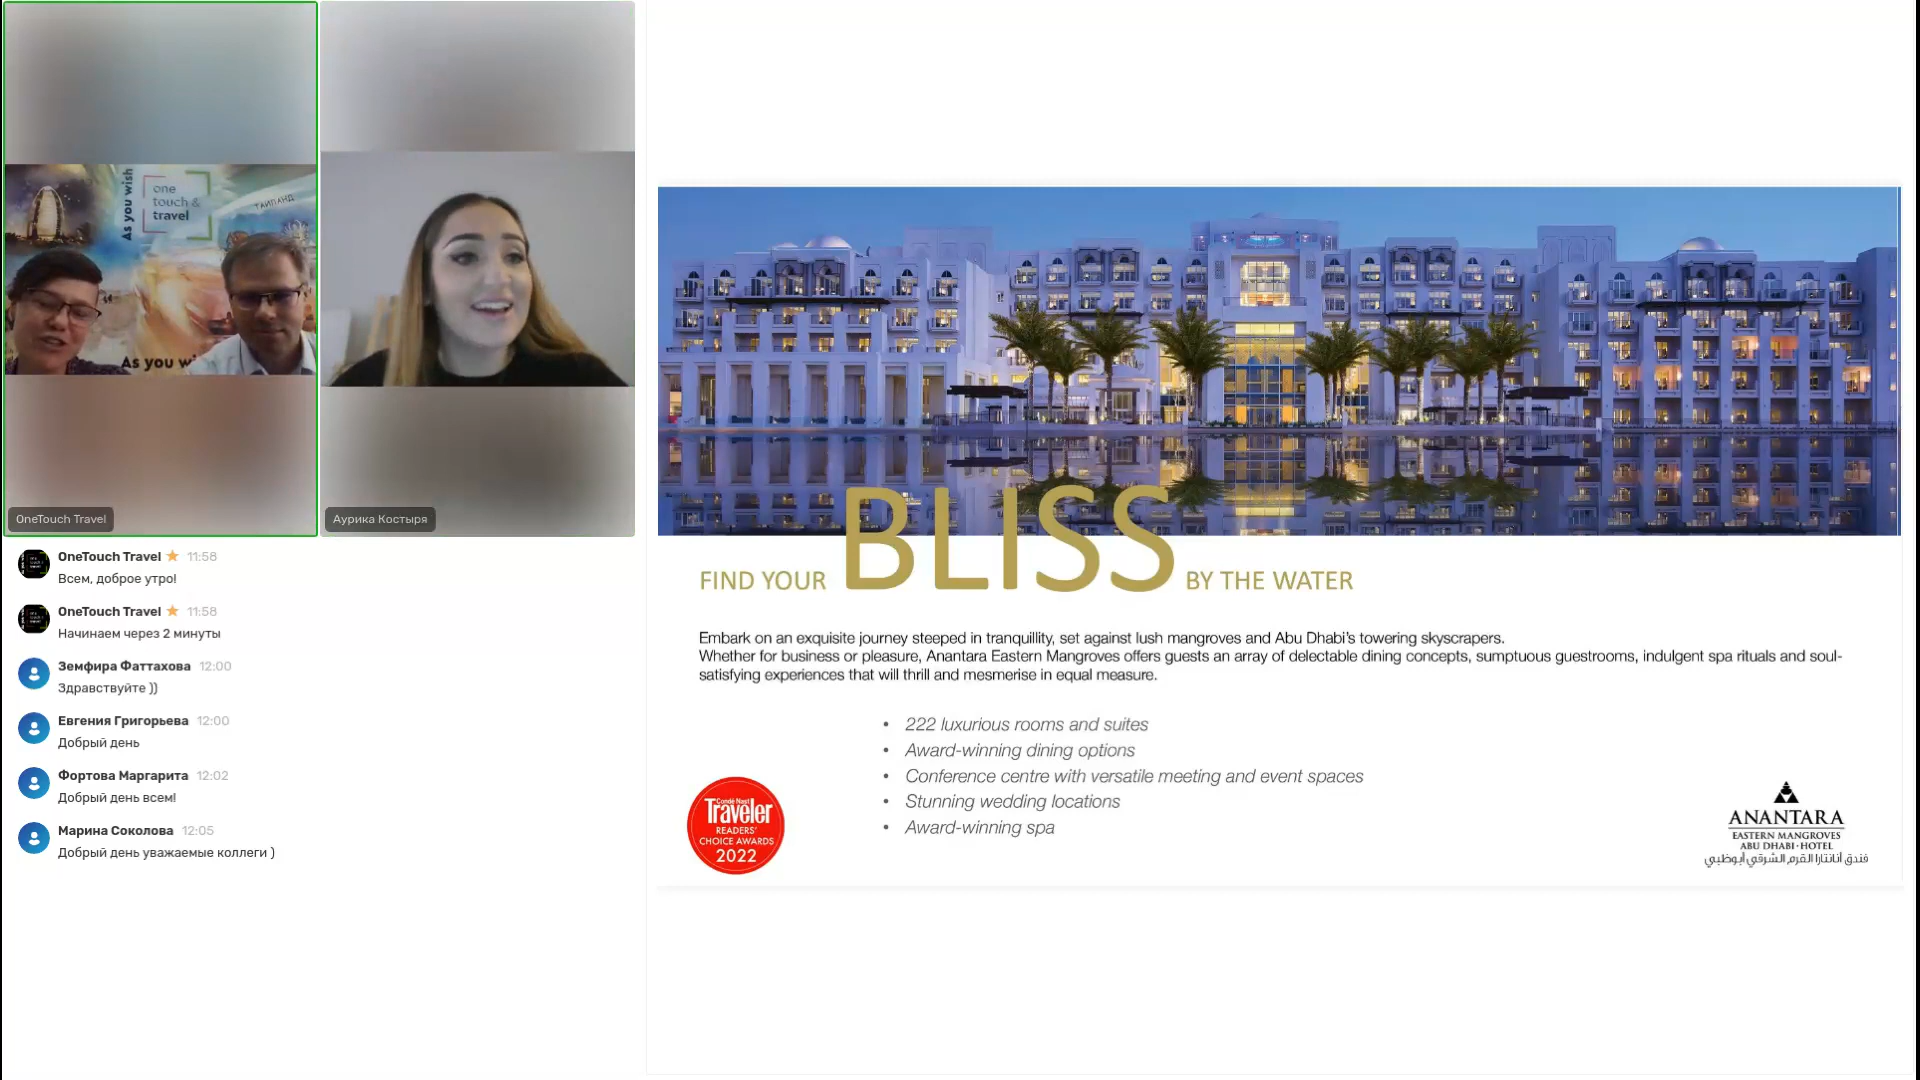 As you wish
one
touch &
travel
ТАИЛАНД
As you wi
OneTouch Travel
Аурика Костыря
OneTouch Travel 11:58
Всем, доброе утро!
OneTouch Travel 11:58
Начинаем через 2 минуты
Земфира Фаттахова 12:00
Здравствуйте ))
Евгения Григорьева 12:00
Добрый день
Фортова Маргарита 12:02
Добрый день всем!
Марина Соколова 12:05
Добрый день уважаемые коллеги )
FIND YOUR BLISS BY THE WATER
Embark on an exquisite journey steeped in tranquillity, set against lush mangroves and Abu Dhabi's towering skyscrapers.
Whether for business or pleasure, Anantara Eastern Mangroves offers guests an array of delectable dining concepts, sumptuous guestrooms, indulgent spa rituals and soul-
satisfying experiences that will thrill and mesmerise in equal measure.
• 222 luxurious rooms and suites
• Award-winning dining options
• Conference centre with versatile meeting and event spaces
• Stunning wedding locations
• Award-winning spa
Condé Nast
Traveler
READERS'
CHOICE AWARDS
2022
ANANTARA
EASTERN MANGROVES
ABU DHABI·HOTEL
فندق أنانتارا القرم الشرقي أبوظبي